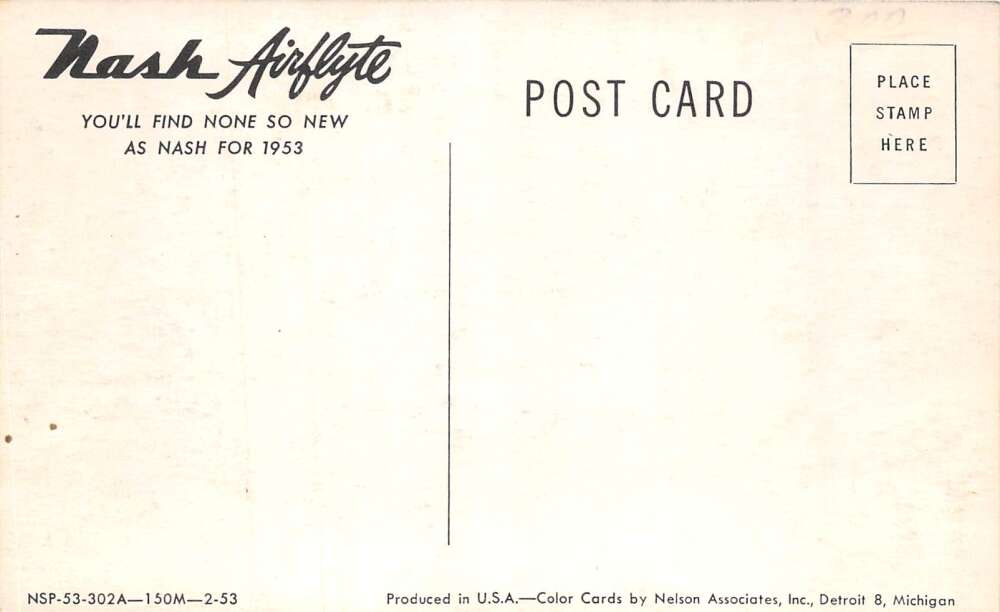 Nash Airflyte
YOU'LL FIND NONE SO NEW
AS NASH FOR 1953
POST CARD
PLACE
STAMP
HERE
NSP-53-302A—150M—2-53
Produced in U.S.A.—Color Cards by Nelson Associates, Inc., Detroit 8, Michigan